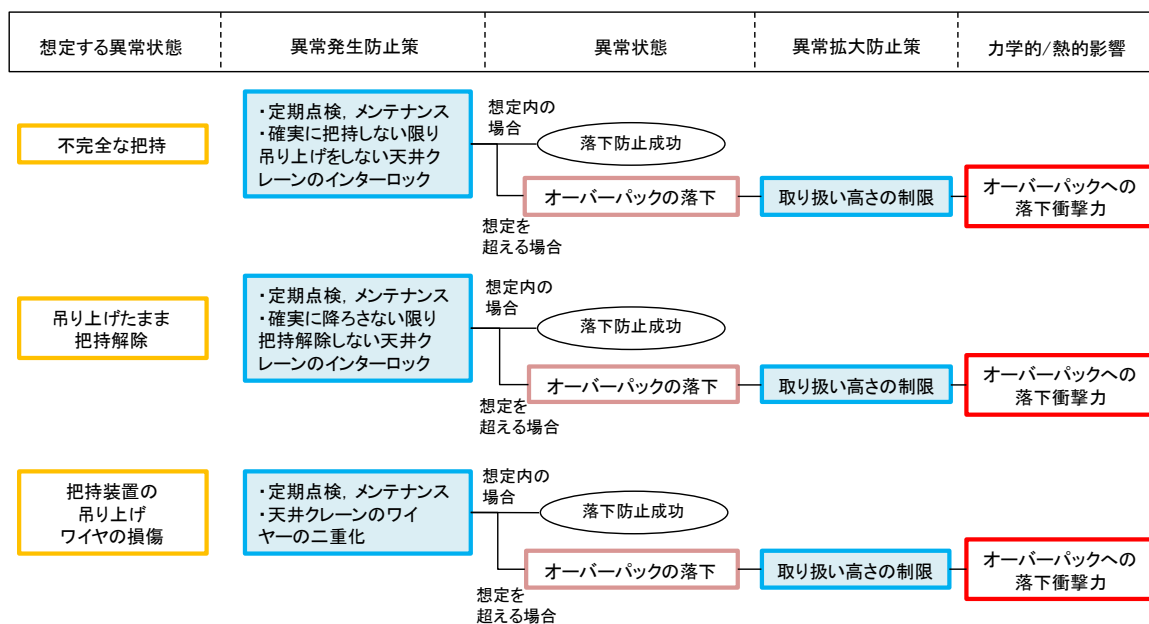 想定する異常状態
異常発生防止策
異常状態
異常拡大防止策
力学的/熱的影響
不完全な把持
・定期点検，メンテナンス
・確実に把持しない限り
吊り上げをしない天井ク
レーンのインターロック
想定内の
場合
落下防止成功
想定を
超える場合
オーバーパックの落下
取り扱い高さの制限
オーバーパックへの
落下衝撃力
吊り上げたまま
把持解除
・定期点検，メンテナンス
・確実に降ろさない限り
把持解除しない天井ク
レーンのインターロック
想定内の
場合
落下防止成功
想定を
超える場合
オーバーパックの落下
取り扱い高さの制限
オーバーパックへの
落下衝撃力
把持装置の
吊り上げ
ワイヤの損傷
・定期点検，メンテナンス
・天井クレーンのワイ
ヤーの二重化
想定内の
場合
落下防止成功
想定を
超える場合
オーバーパックの落下
取り扱い高さの制限
オーバーパックへの
落下衝撃力